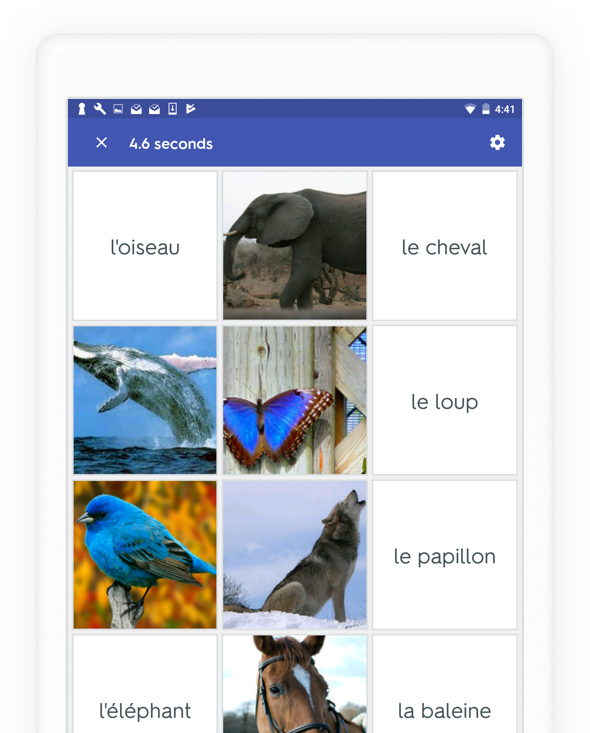 4:41
4.6 seconds
l'oiseau
le cheval
le loup
le papillon
l'éléphant
la baleine